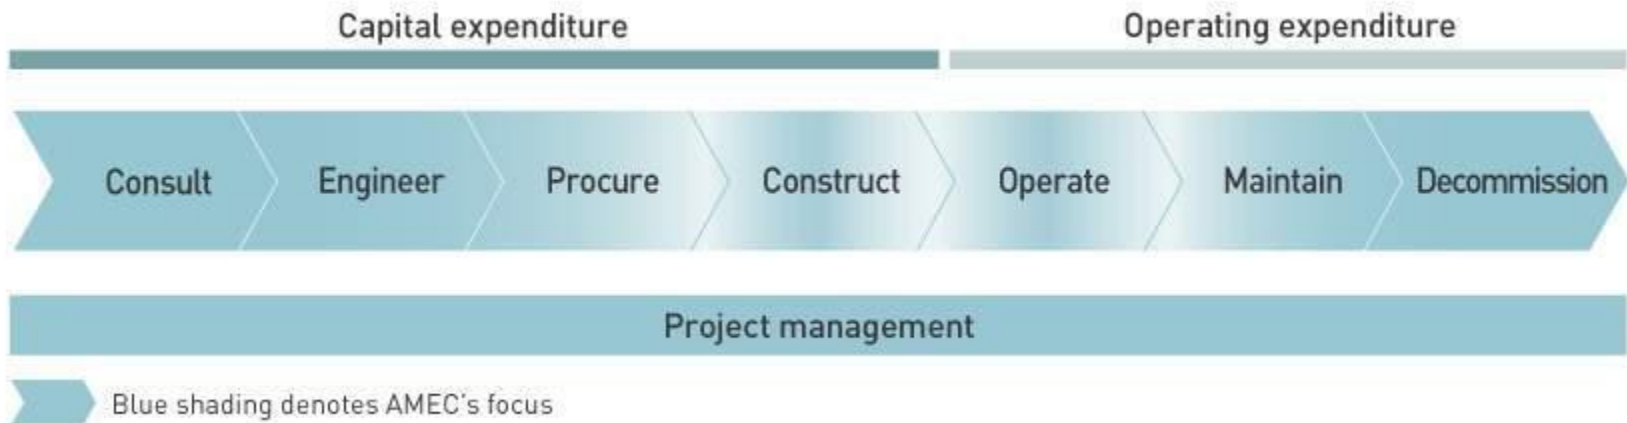 Capital expenditure
Operating expenditure
Consult
Engineer
Procure
Construct
Operate
Maintain
Decommission
Project management
Blue shading denotes AMEC's focus